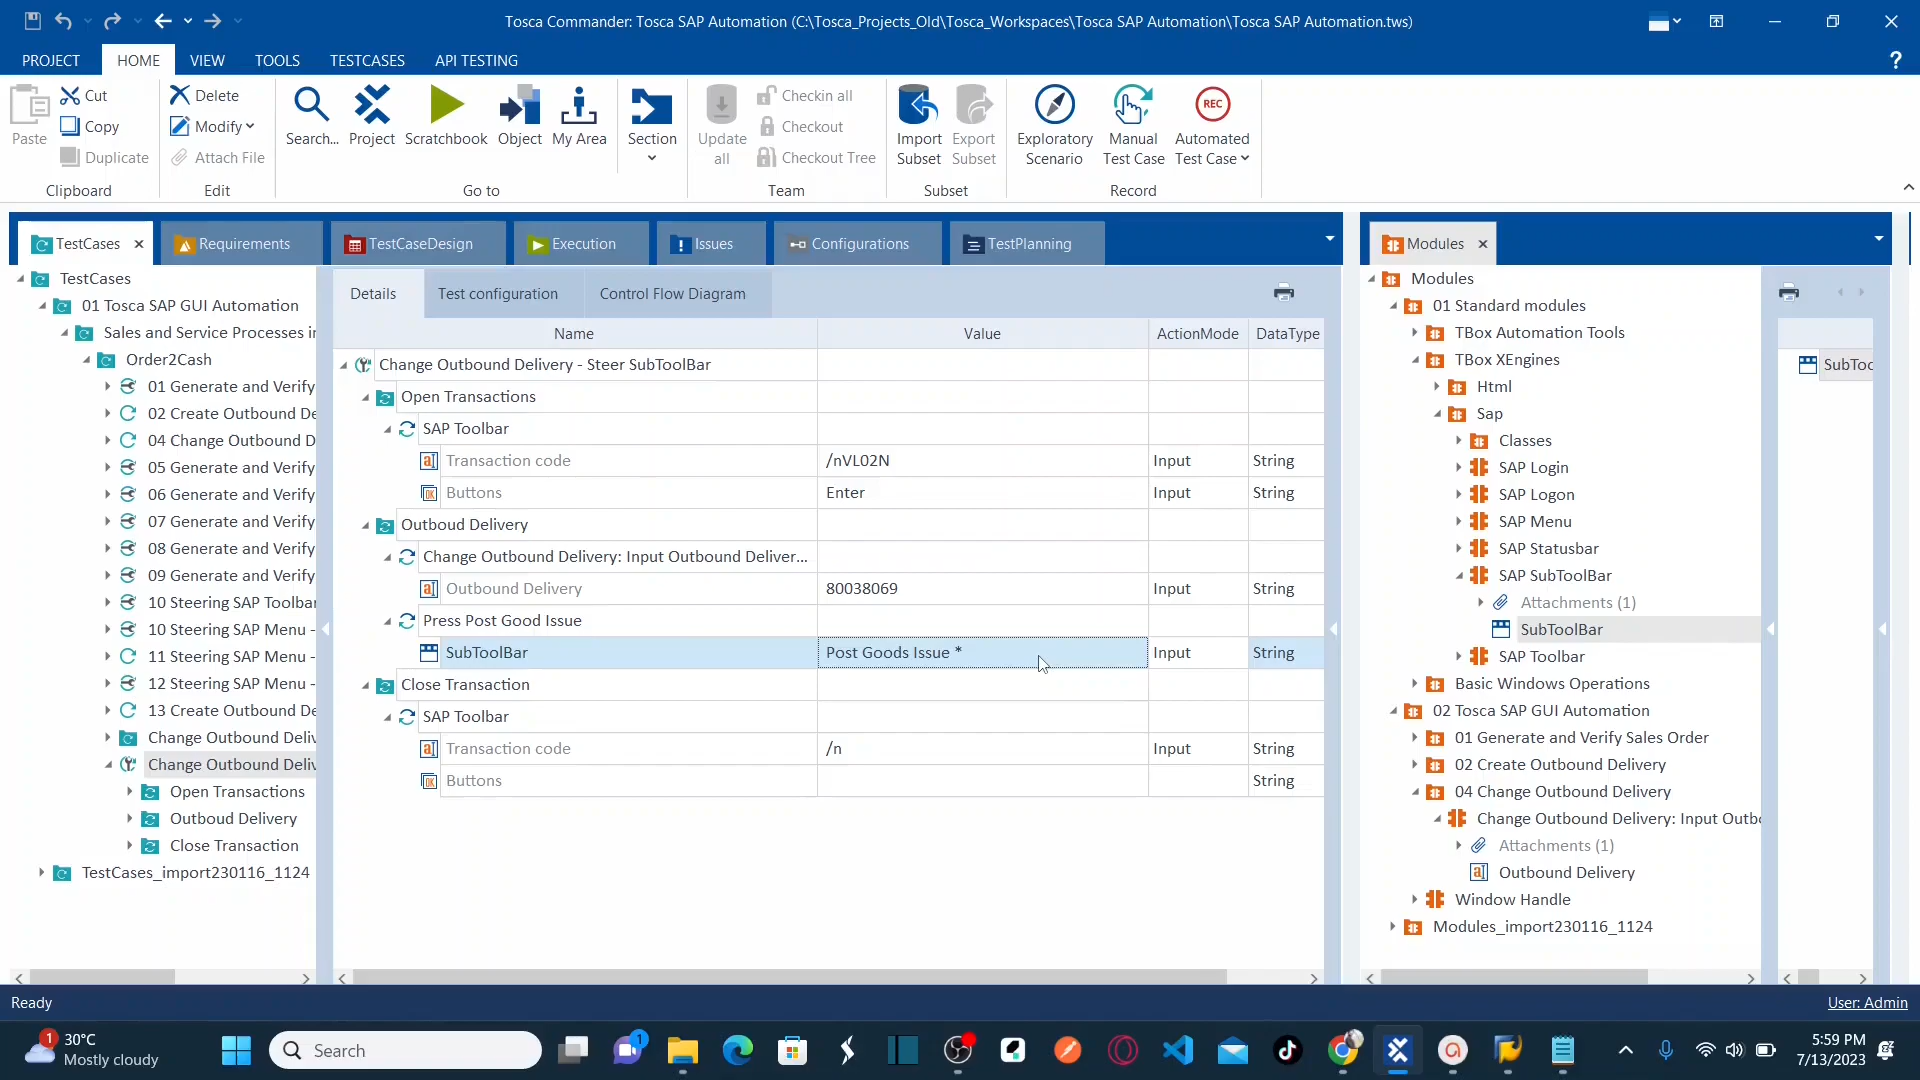 Tosca Commander: Tosca SAP Automation (C:\Tosca_Projects_Old\Tosca_Workspaces\Tosca SAP Automation\Tosca SAP Automation.tws)
PROJECT HOME VIEW TOOLS TESTCASES API TESTING ?
Paste Cut Copy Duplicate
Clipboard
Delete Modify Attach File
Edit
Search... Project Scratchbook Object My Area Section
Go to
Update all Checkin all Checkout Checkout Tree
Team
Import Subset Export Subset
Subset
Exploratory Scenario Manual Test Case REC Automated Test Case
Record
TestCases Requirements TestCaseDesign Execution Issues Configurations TestPlanning
TestCases
01 Tosca SAP GUI Automation
Sales and Service Processes in
Order2Cash
01 Generate and Verify
02 Create Outbound De
04 Change Outbound D
05 Generate and Verify
06 Generate and Verify
07 Generate and Verify
08 Generate and Verify
09 Generate and Verify
10 Steering SAP Toolbar
10 Steering SAP Menu -
11 Steering SAP Menu -
12 Steering SAP Menu -
13 Create Outbound De
Change Outbound Deliv
Change Outbound Deliv
Open Transactions
Outboud Delivery
Close Transaction
TestCases_import230116_1124
Details Test configuration Control Flow Diagram
Name Value ActionMode DataType
Change Outbound Delivery - Steer SubToolBar
Open Transactions
SAP Toolbar
Transaction code /nVL02N Input String
Buttons Enter Input String
Outboud Delivery
Change Outbound Delivery: Input Outbound Deliver...
Outbound Delivery 80038069 Input String
Press Post Good Issue
SubToolBar Post Goods Issue * Input String
Close Transaction
SAP Toolbar
Transaction code /n Input String
Buttons String
Modules
Modules
01 Standard modules
TBox Automation Tools
TBox XEngines
Html
Sap
Classes
SAP Login
SAP Logon
SAP Menu
SAP Statusbar
SAP SubToolBar
Attachments (1)
SubToolBar
SAP Toolbar
Basic Windows Operations
02 Tosca SAP GUI Automation
01 Generate and Verify Sales Order
02 Create Outbound Delivery
04 Change Outbound Delivery
Change Outbound Delivery: Input Outbo
Attachments (1)
Outbound Delivery
Window Handle
Modules_import230116_1124
SubToo
Ready User: Admin
1 30°C
Mostly cloudy
Search
1
5:59 PM
7/13/2023